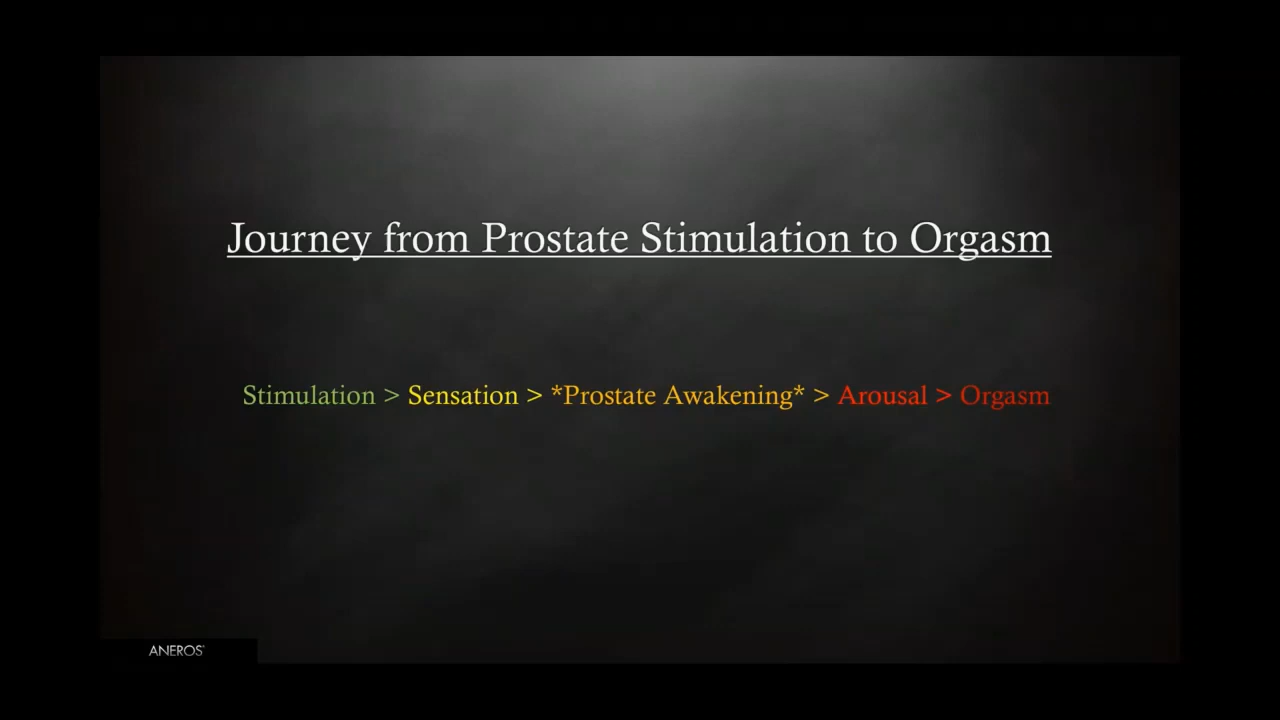 Journey from Prostate Stimulation to Orgasm
Stimulation > Sensation > *Prostate Awakening* > Arousal > Orgasm
ANEROS